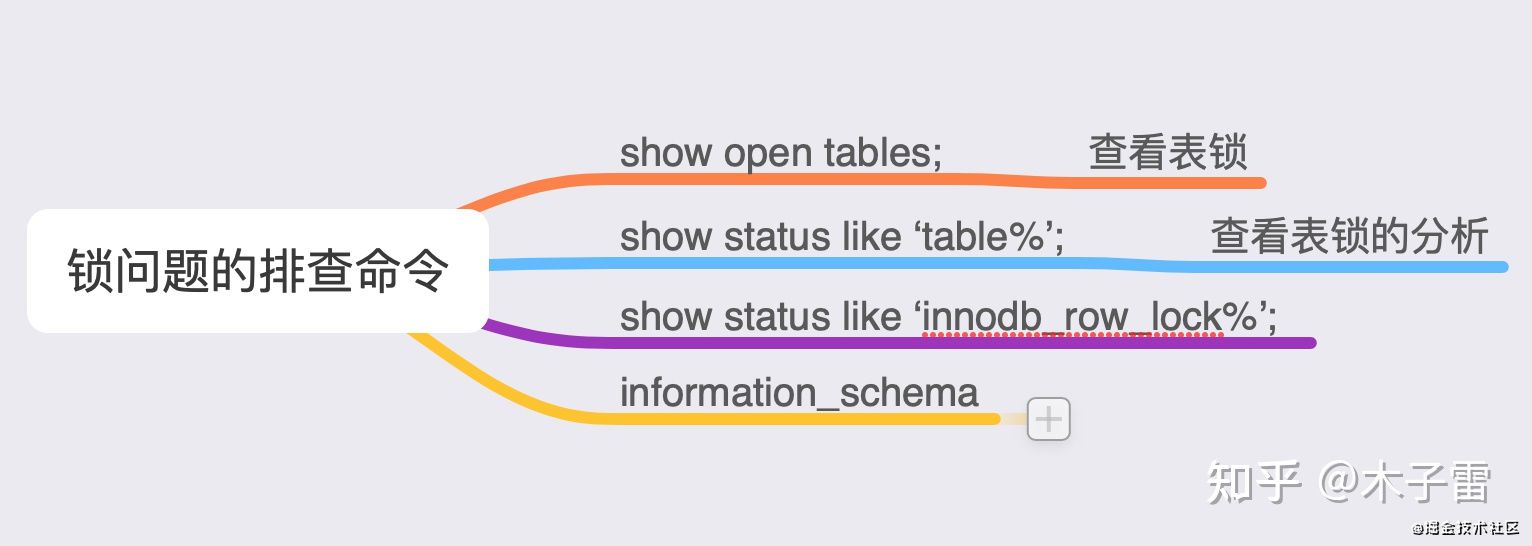 锁问题的排查命令
show open tables; 查看表锁
show status like ‘table%’; 查看表锁的分析
show status like ‘innodb_row_lock%’;
information_schema
知乎 @木子雷
@掘金技术社区